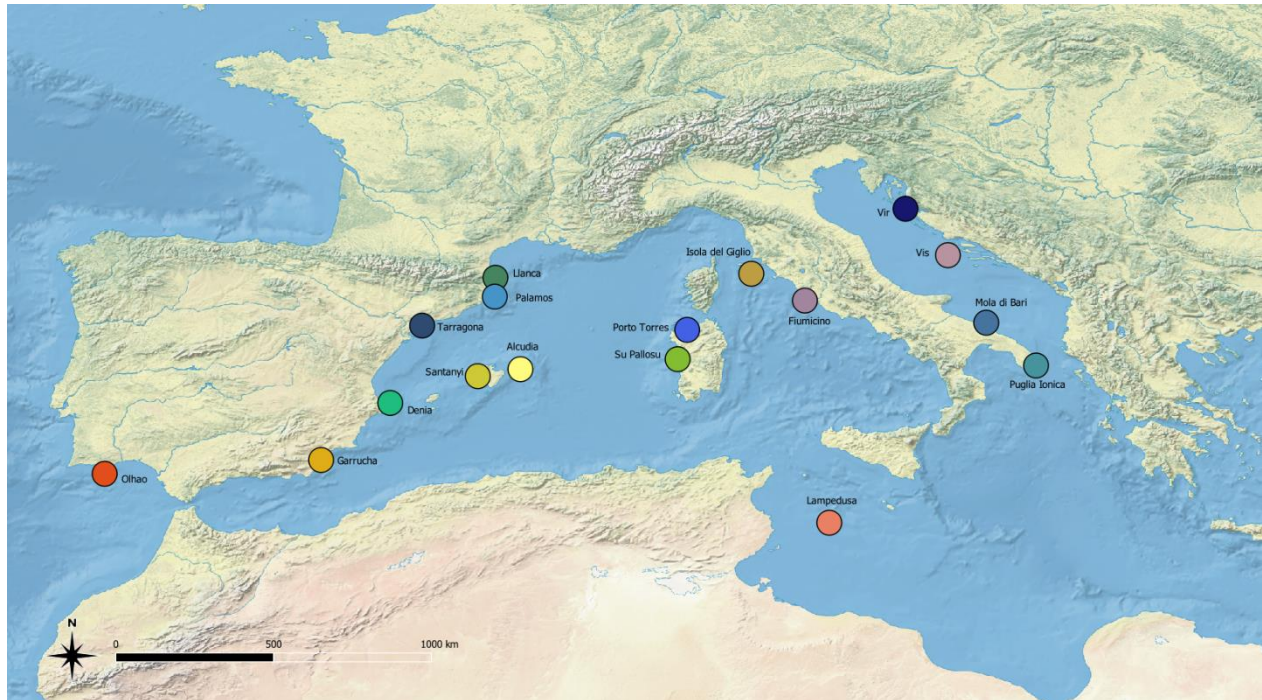 Vir
Vis
Isola del Giglio
Llanca
Palamos
Fiumicino
Mola di Bari
Tarragona
Porto Torres
Alcudia
Su Pallosu
Santanyi
Puglia Ionica
Denia
Garrucha
Olhao
Lampedusa
N
0 500 1000 km